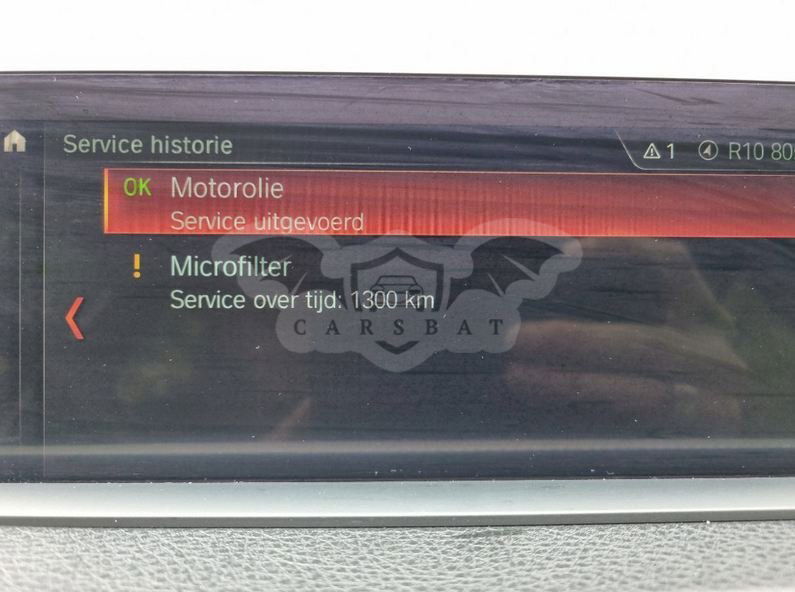 Service historie
1
R10 80
OK Motorolie
Service uitgevoerd
! Microfilter
Service over tijd: 1300 km
CARSBAT